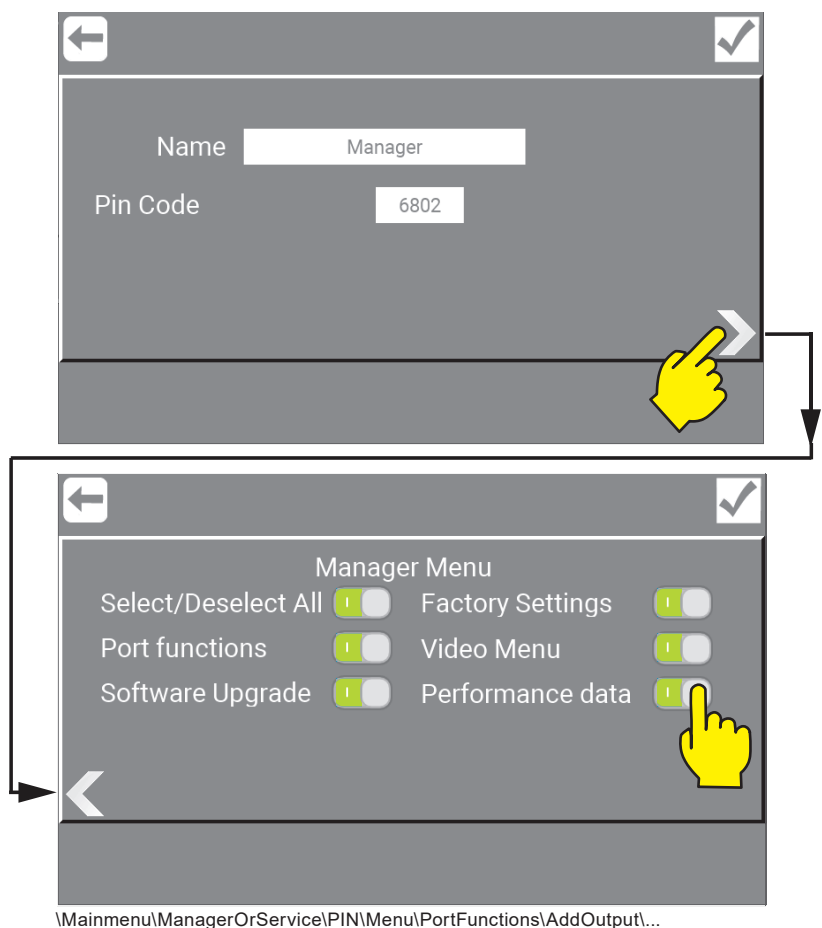 Name Manager
Pin Code 6802
Manager Menu
Select/Deselect All Factory Settings
Port functions Video Menu
Software Upgrade Performance data
\Mainmenu\ManagerOrService\PIN\Menu\PortFunctions\AddOutput\...